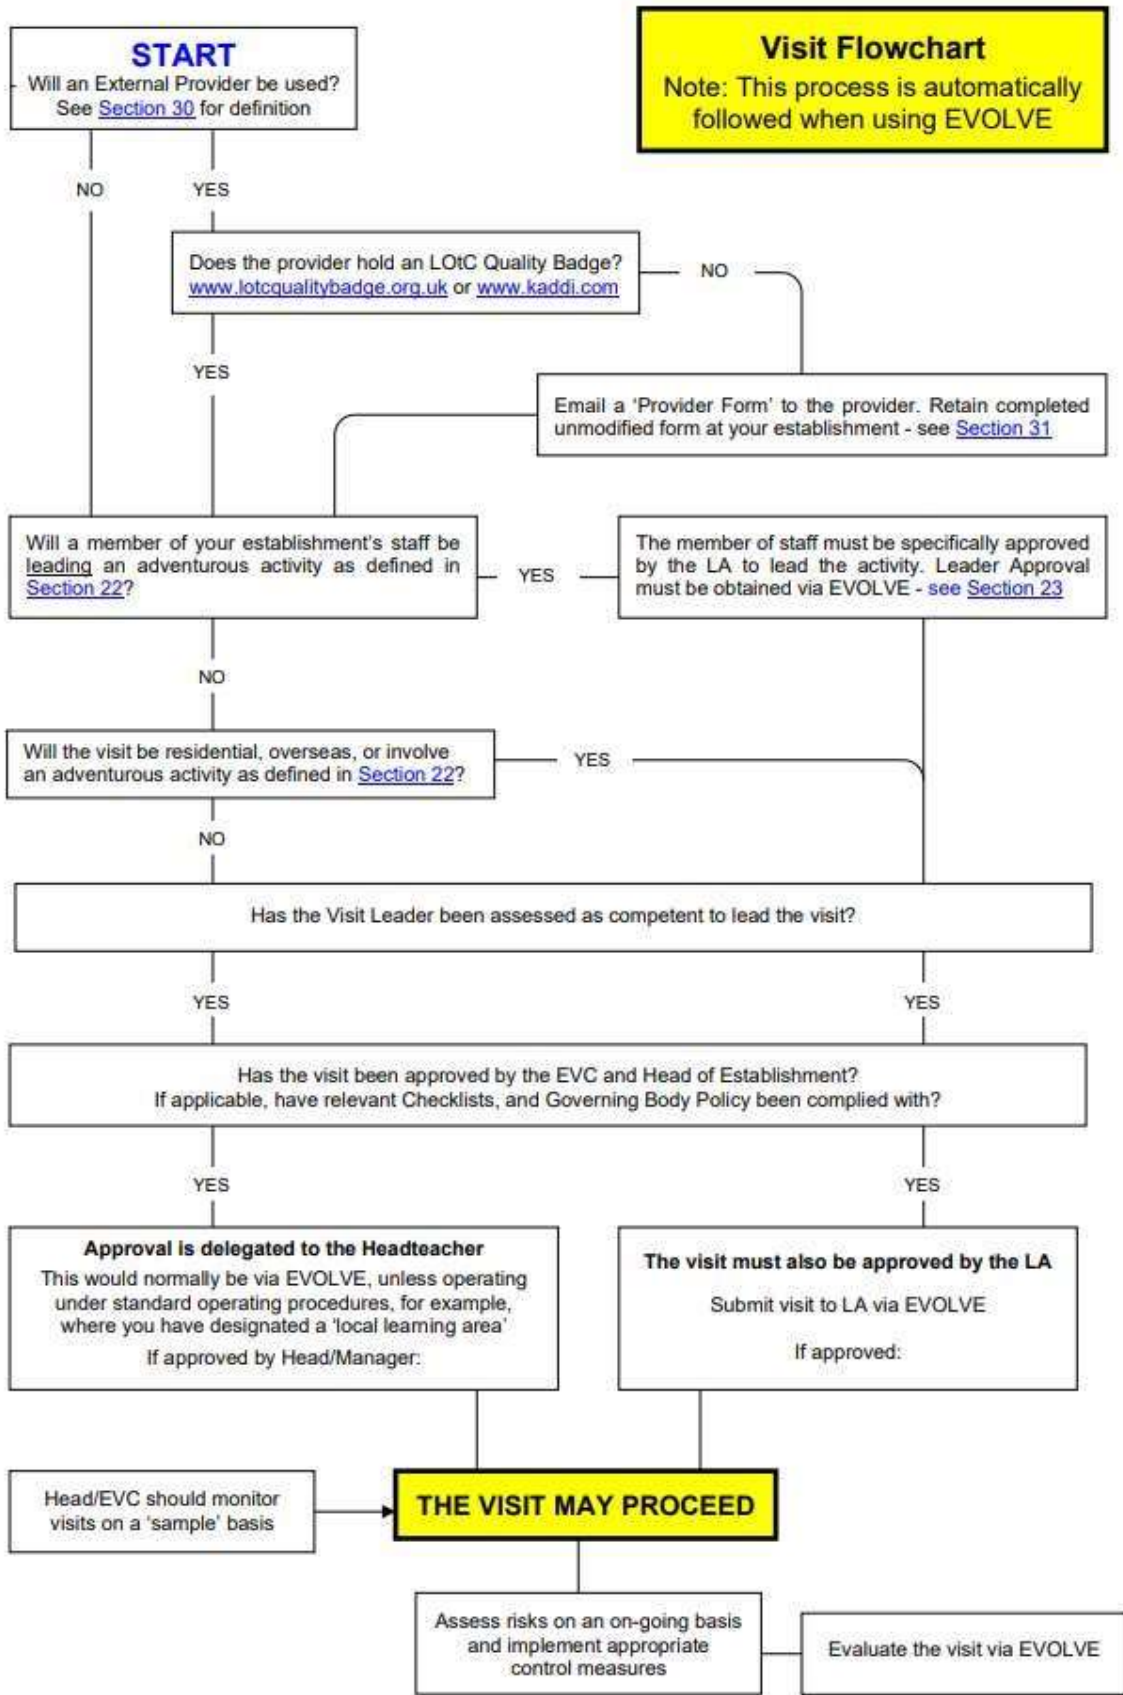 START
Will an External Provider be used?
See Section 30 for definition
Visit Flowchart
Note: This process is automatically
followed when using EVOLVE
NO
YES
Does the provider hold an LOtC Quality Badge?
www.lotcqualitybadge.org.uk or www.kaddi.com
NO
YES
Email a ‘Provider Form’ to the provider. Retain completed
unmodified form at your establishment - see Section 31
Will a member of your establishment's staff be
leading an adventurous activity as defined in
Section 22?
YES
The member of staff must be specifically approved
by the LA to lead the activity. Leader Approval
must be obtained via EVOLVE - see Section 23
NO
Will the visit be residential, overseas, or involve
an adventurous activity as defined in Section 22?
YES
NO
Has the Visit Leader been assessed as competent to lead the visit?
YES
YES
Has the visit been approved by the EVC and Head of Establishment?
If applicable, have relevant Checklists, and Governing Body Policy been complied with?
YES
YES
Approval is delegated to the Headteacher
This would normally be via EVOLVE, unless operating
under standard operating procedures, for example,
where you have designated a ‘local learning area’
If approved by Head/Manager:
The visit must also be approved by the LA
Submit visit to LA via EVOLVE
If approved:
Head/EVC should monitor
visits on a ‘sample’ basis
THE VISIT MAY PROCEED
Assess risks on an on-going basis
and implement appropriate
control measures
Evaluate the visit via EVOLVE